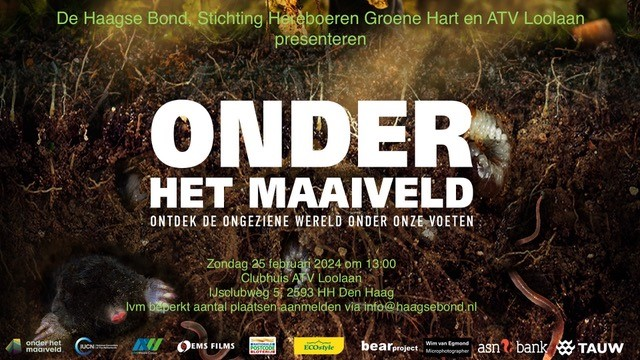 De Haagse Bond, Stichting Hereboeren Groene Hart en ATV Loolaan
presenteren
ONDER
HET MAAIVELD
ONTDEK DE ONGEZIENE WERELD ONDER ONZE VOETEN
Zondag 25 februari 2024 om 13:00
Clubhuis ATV Loolaan
IJsclubweg 5, 2593 HH Den Haag
Ivm beperkt aantal plaatsen aanmelden via info@haagsebond.nl
onder het
maaiveld
IUCN
EMS FILMS
POSTCODE
LOTERIJ
ECOstyle
bearproject
Wim van Egmond
Microphotographer
asn bank
TAUW